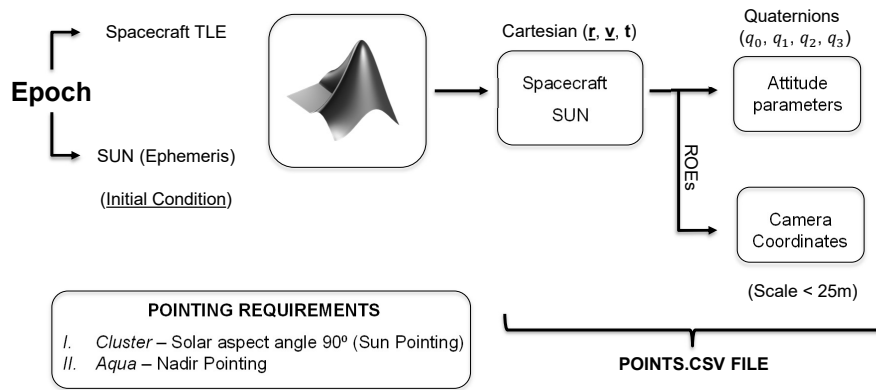 Epoch
Spacecraft TLE
SUN (Ephemeris)
(Initial Condition)
Cartesian (r, v, t)
Spacecraft
SUN
ROEs
Quaternions
(𝑞₀, 𝑞₁, 𝑞₂, 𝑞₃)
Attitude
parameters
Camera
Coordinates
(Scale < 25m)
POINTING REQUIREMENTS
I. Cluster – Solar aspect angle 90º (Sun Pointing)
II. Aqua – Nadir Pointing
POINTS.CSV FILE